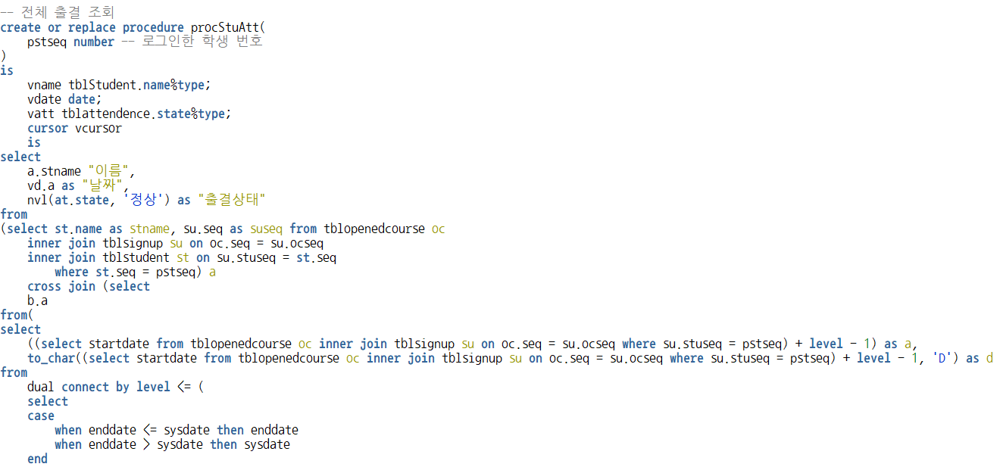 -- 전체 출결 조회
create or replace procedure procStuAtt(
    pstseq number -- 로그인한 학생 번호
)
is
    vname tblStudent.name%type;
    vdate date;
    vatt tblattendence.state%type;
    cursor vcursor
    is
select
    a.stname "이름",
    vd.a as "날짜",
    nvl(at.state, '정상') as "출결상태"
from
(select st.name as stname, su.seq as suseq from tblopenedcourse oc
    inner join tblsignup su on oc.seq = su.ocseq
    inner join tblstudent st on su.stuseq = st.seq
        where st.seq = pstseq) a
    cross join (select
    b.a
from(
select
    ((select startdate from tblopenedcourse oc inner join tblsignup su on oc.seq = su.ocseq where su.stuseq = pstseq) + level - 1) as a,
    to_char((select startdate from tblopenedcourse oc inner join tblsignup su on oc.seq = su.ocseq where su.stuseq = pstseq) + level - 1, 'D') as d
from
    dual connect by level <= (
    select
    case
        when enddate <= sysdate then enddate
        when enddate > sysdate then sysdate
    end